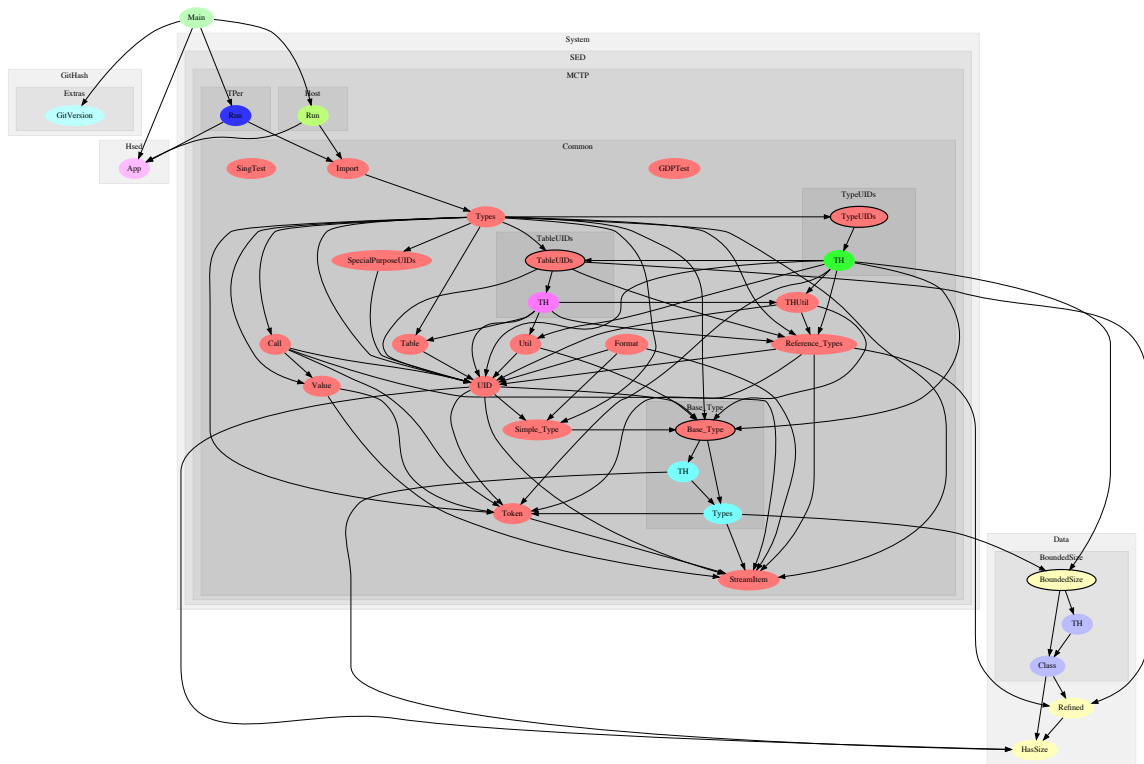 Main
System
SED
MCTP
GitHash
Extras
GitVersion
TPer
Run
Host
Run
Hsed
App
Common
SingTest
Import
GDPTest
TypeUIDs
TypeUIDs
Types
TableUIDs
TableUIDs
SpecialPurposeUIDs
TH
TH
THUtil
Call
Table
Util
Format
Reference_Types
Value
UID
Base_Type
Base_Type
Simple_Type
TH
Token
Types
StreamItem
Data
BoundedSize
BoundedSize
TH
Class
Refined
HasSize